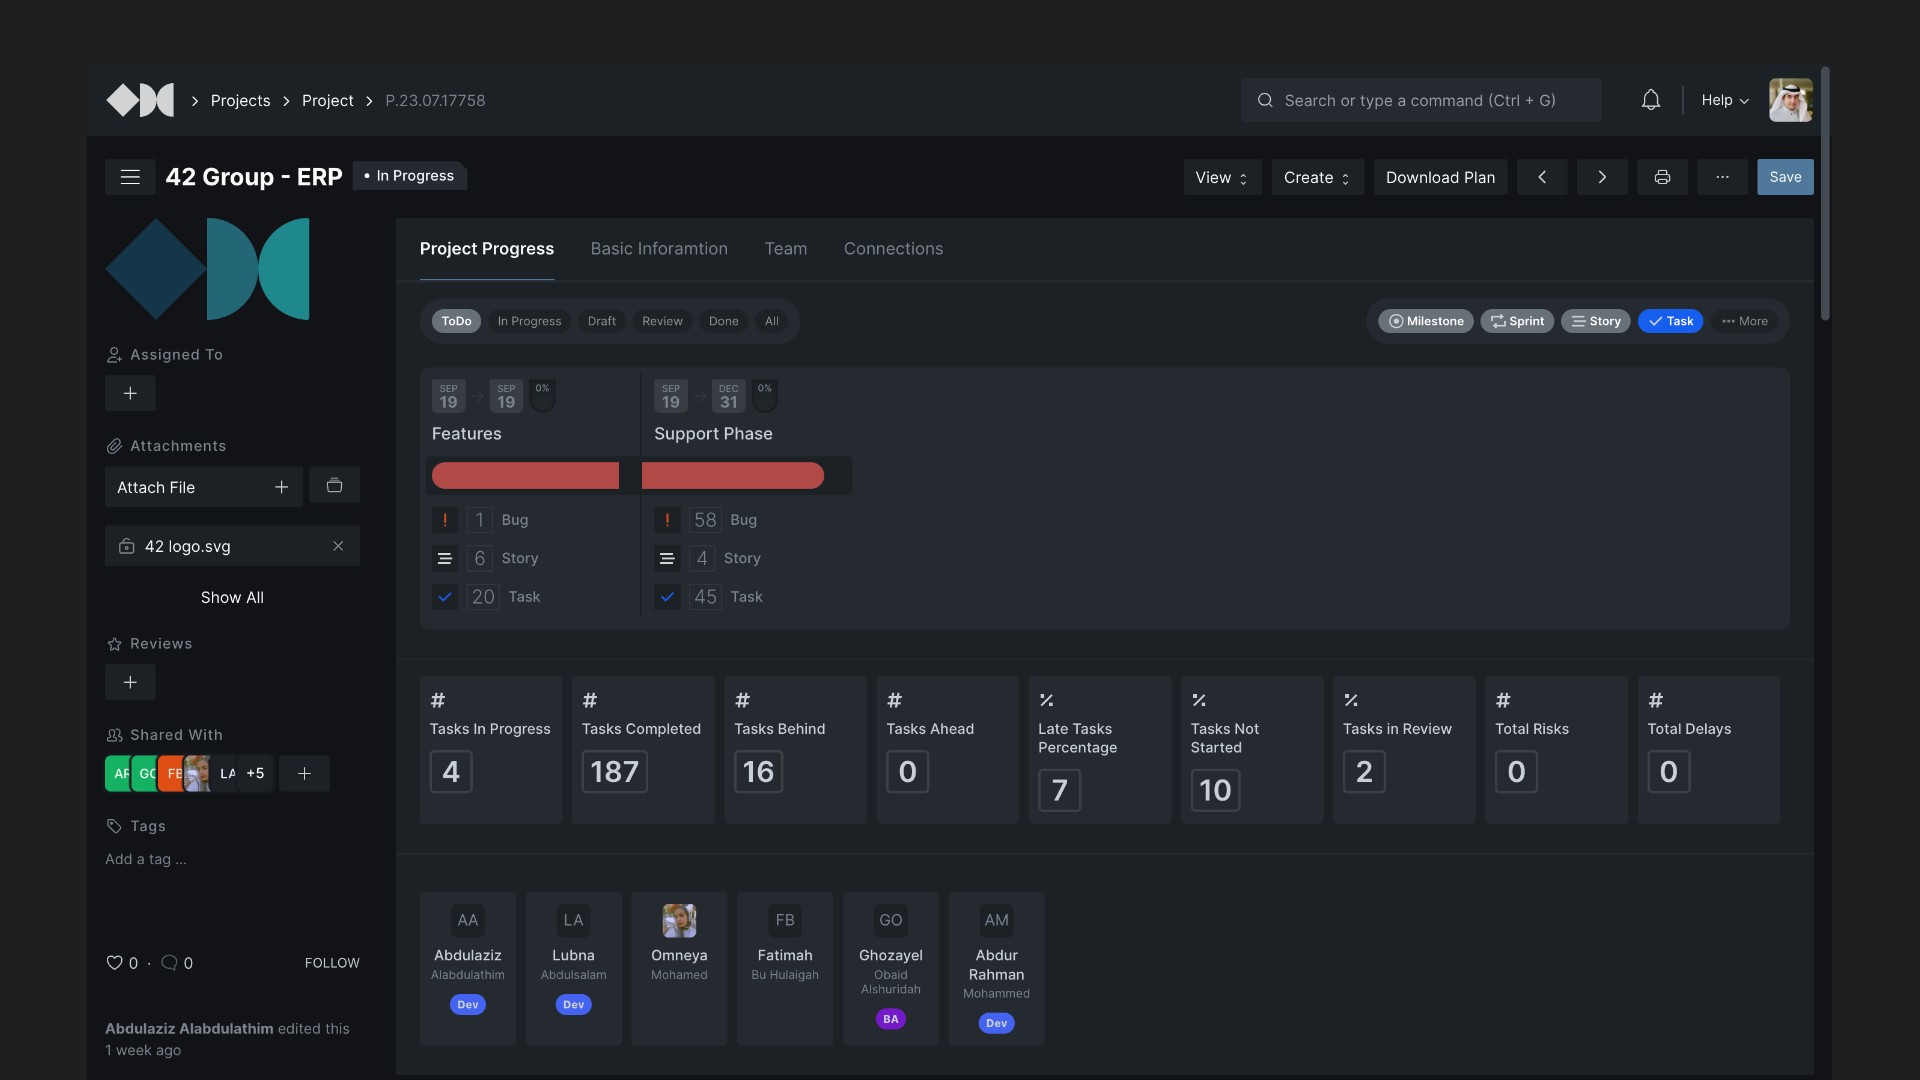 Projects
Project
P.23.07.17758
Search or type a command (Ctrl + G)
Help
42 Group - ERP
• In Progress
View
Create
Download Plan
···
Save
Assigned To
+
Attachments
Attach File
+
42 logo.svg
Show All
Reviews
+
Shared With
AF
GO
FB
LA
+5
+
Tags
Add a tag ...
0 · 0
FOLLOW
Abdulaziz Alabdulathim edited this
1 week ago
Project Progress
Basic Inforamtion
Team
Connections
ToDo
In Progress
Draft
Review
Done
All
Milestone
Sprint
Story
Task
··· More
SEP
19
SEP
19
0%
Features
! 1 Bug
6 Story
20 Task
SEP
19
DEC
31
0%
Support Phase
! 58 Bug
4 Story
45 Task
#
Tasks In Progress
4
#
Tasks Completed
187
#
Tasks Behind
16
#
Tasks Ahead
0
٪
Late Tasks
Percentage
7
٪
Tasks Not
Started
10
٪
Tasks in Review
2
#
Total Risks
0
#
Total Delays
0
AA
Abdulaziz
Alabdulathim
Dev
LA
Lubna
Abdulsalam
Dev
Omneya
Mohamed
FB
Fatimah
Bu Hulaigah
GO
Ghozayel
Obaid
Alshuridah
BA
AM
Abdur
Rahman
Mohammed
Dev